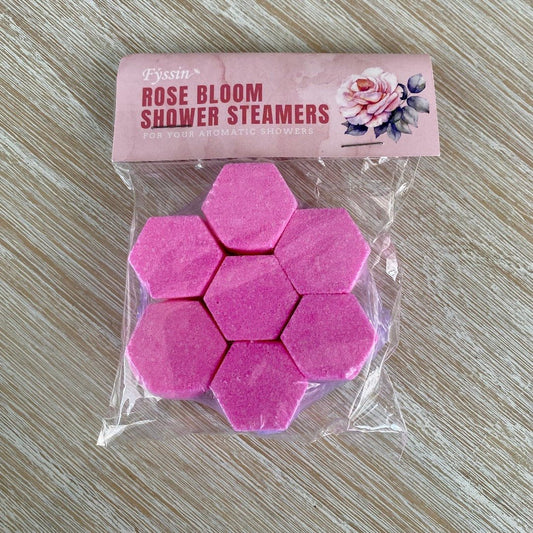 Fyssin
ROSE BLOOM
SHOWER STEAMERS
FOR YOUR AROMATIC SHOWERS